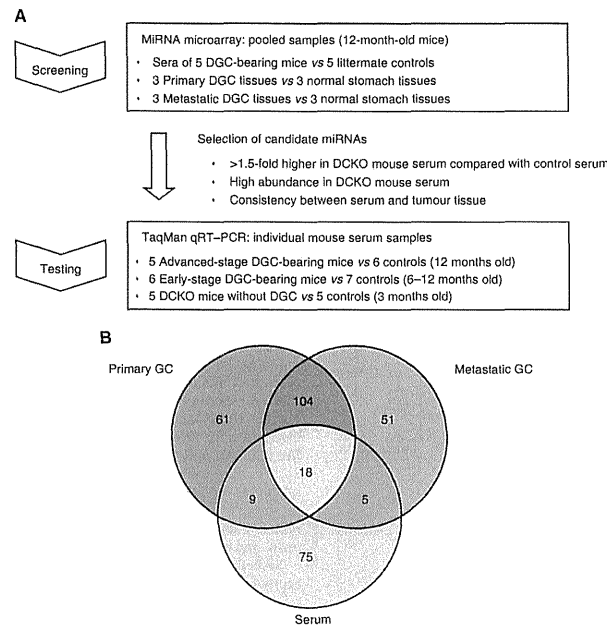 A
Screening
MiRNA microarray: pooled samples (12-month-old mice)
• Sera of 5 DGC-bearing mice vs 5 littermate controls
• 3 Primary DGC tissues vs 3 normal stomach tissues
• 3 Metastatic DGC tissues vs 3 normal stomach tissues
Selection of candidate miRNAs
• >1.5-fold higher in DCKO mouse serum compared with control serum
• High abundance in DCKO mouse serum
• Consistency between serum and tumour tissue
Testing
TaqMan qRT–PCR: individual mouse serum samples
• 5 Advanced-stage DGC-bearing mice vs 6 controls (12 months old)
• 6 Early-stage DGC-bearing mice vs 7 controls (6–12 months old)
• 5 DCKO mice without DGC vs 5 controls (3 months old)
B
Primary GC
Metastatic GC
61
104
51
18
9
5
75
Serum